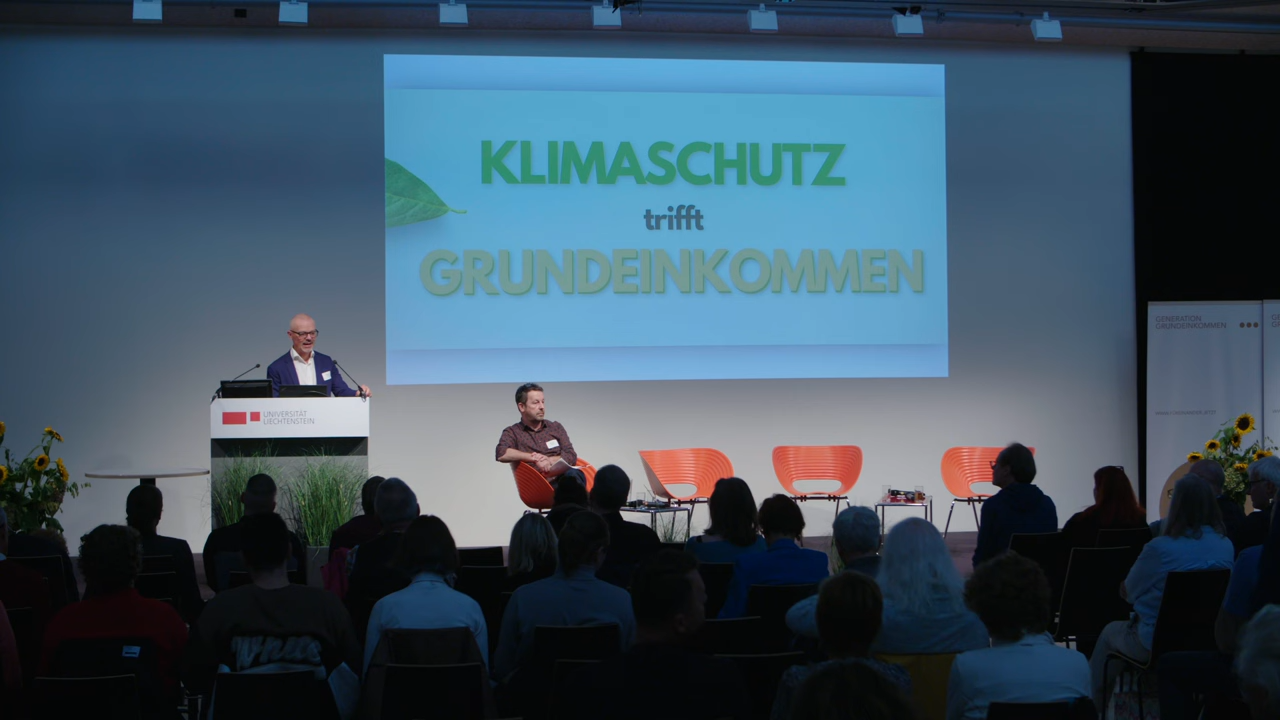 KLIMASCHUTZ
trifft
GRUNDEINKOMMEN
UNIVERSITÄT
LIECHTENSTEIN
GENERATION
GRUNDEINKOMMEN